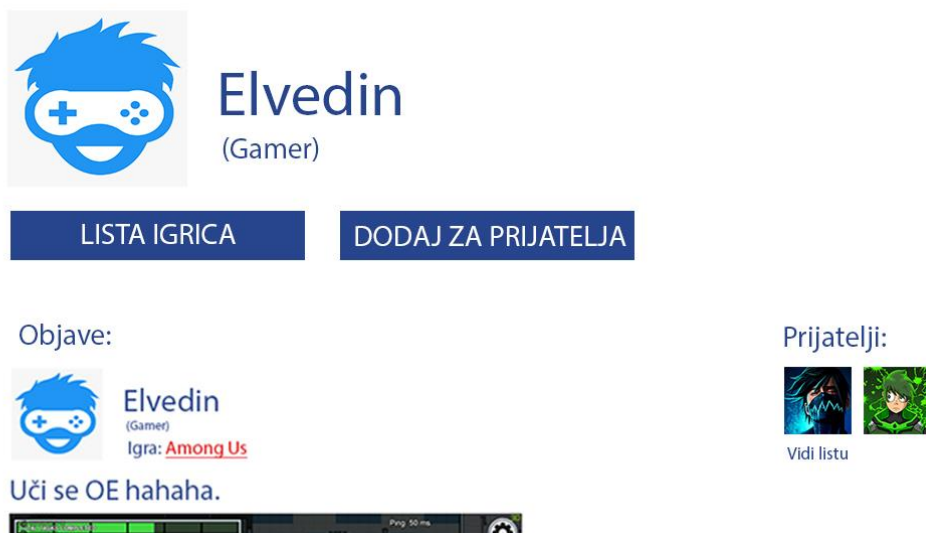 Elvedin
(Gamer)
LISTA IGRICA
DODAJ ZA PRIJATELJA
Objave:
Elvedin
(Gamer)
Igra: Among Us
Uči se OE hahaha.
Ping: 50 ms
Prijatelji:
Vidi listu